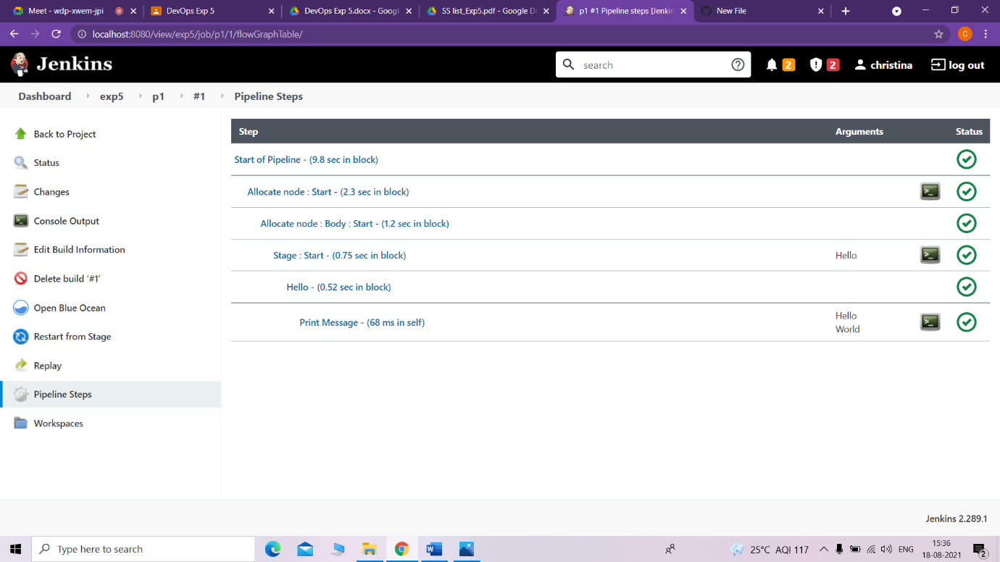 Meet - wdp-xwem-jpi
DevOps Exp 5
DevOps Exp 5.docx - Google
SS list_Exp5.pdf - Google Dr
p1 #1 Pipeline steps [Jenkin
New File
localhost:8080/view/exp5/job/p1/1/flowGraphTable/
C
Jenkins
search
2
2
christina
log out
Dashboard
exp5
p1
#1
Pipeline Steps
Back to Project
Status
Changes
Console Output
Edit Build Information
Delete build ‘#1’
Open Blue Ocean
Restart from Stage
Replay
Pipeline Steps
Workspaces
Step Arguments Status
Start of Pipeline - (9.8 sec in block)
Allocate node : Start - (2.3 sec in block)
Allocate node : Body : Start - (1.2 sec in block)
Stage : Start - (0.75 sec in block) Hello
Hello - (0.52 sec in block)
Print Message - (68 ms in self) Hello
World
Jenkins 2.289.1
Type here to search
25°C AQI 117
ENG
15:36
18-08-2021
2